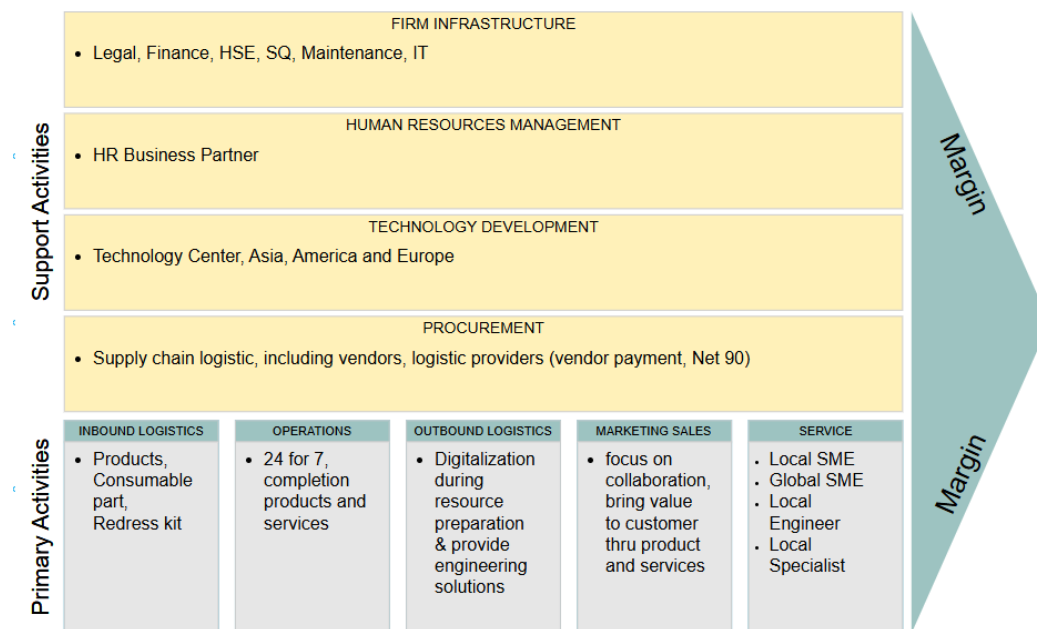 FIRM INFRASTRUCTURE
• Legal, Finance, HSE, SQ, Maintenance, IT
HUMAN RESOURCES MANAGEMENT
• HR Business Partner
TECHNOLOGY DEVELOPMENT
• Technology Center, Asia, America and Europe
PROCUREMENT
• Supply chain logistic, including vendors, logistic providers (vendor payment, Net 90)
Support Activities
Primary Activities
INBOUND LOGISTICS
• Products,
Consumable
part,
Redress kit
OPERATIONS
• 24 for 7,
completion
products and
services
OUTBOUND LOGISTICS
• Digitalization
during
resource
preparation
& provide
engineering
solutions
MARKETING SALES
• focus on
collaboration,
bring value
to customer
thru product
and services
SERVICE
• Local SME
• Global SME
• Local
Engineer
• Local
Specialist
Margin
Margin